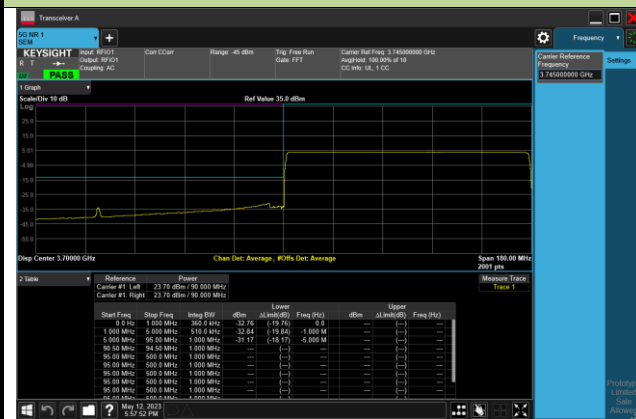 Transceiver A
5G NR 1
SEM
+
Frequency
KEYSIGHT
R T
LXI
PASS
Input: RFIO1
Output: RFIO1
Coupling: AC
Corr CCorr
Range: -45 dBm
Trig: Free Run
Gate: FFT
Carrier Ref Freq: 3.745000000 GHz
Avg|Hold: 100.00% of 10
CC Info: UL, 1 CC
Carrier Reference
Frequency
3.745000000 GHz
Settings
1 Graph
Scale/Div 10 dB
Ref Value 35.0 dBm
Log
25.0
15.0
5.01
-4.99
-15.0
-25.0
-35.0
-45.0
-55.0
Disp Center 3.70000 GHz
Chan Det: Average , #Offs Det: Average
Span 180.00 MHz
2001 pts
2 Table
Reference Power
Carrier #1: Left 23.70 dBm / 90.000 MHz
Carrier #1: Right 23.70 dBm / 90.000 MHz
Measure Trace
Trace 1
Lower Upper
Start Freq Stop Freq Integ BW dBm ΔLimit(dB) Freq (Hz) dBm ΔLimit(dB) Freq (Hz)
0.0 Hz 1.000 MHz 360.0 kHz -32.76 (-19.76) 0.0 --- (---) ---
1.000 MHz 5.000 MHz 510.0 kHz -32.84 (-19.84) -1.000 M --- (---) ---
5.000 MHz 95.00 MHz 1.000 MHz -31.17 (-18.17) -5.000 M --- (---) ---
90.50 MHz 94.50 MHz 1.000 MHz --- (---) --- --- (---) ---
95.00 MHz 500.0 MHz 1.000 MHz --- (---) --- --- (---) ---
95.00 MHz 500.0 MHz 1.000 MHz --- (---) --- --- (---) ---
95.00 MHz 500.0 MHz 1.000 MHz --- (---) --- --- (---) ---
95.00 MHz 500.0 MHz 1.000 MHz --- (---) --- --- (---) ---
95.00 MHz 500.0 MHz 1.000 MHz --- (---) --- --- (---) ---
Prototype
Limited
Sale
Allowed
?
May 12, 2023
5:57:52 PM